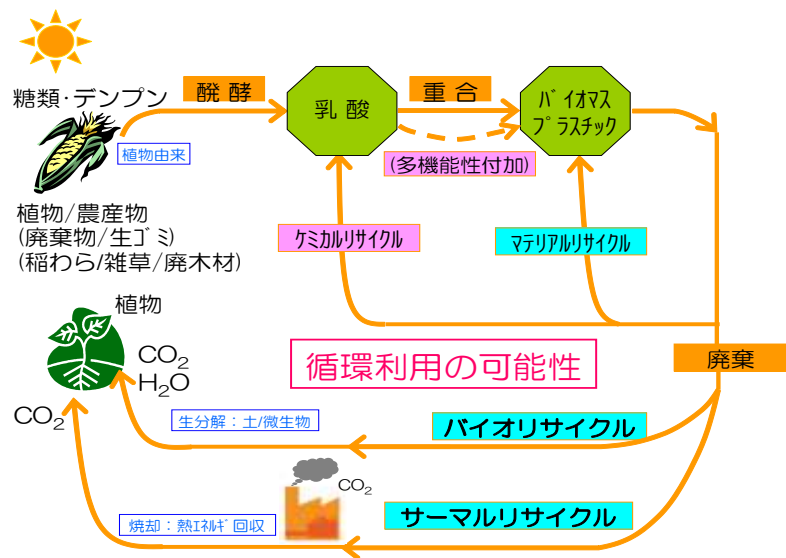 糖類・デンプン
醗 酵
乳 酸
重 合
バイオマス
プラスチック
植物由来
(多機能性付加)
植物/農産物
(廃棄物/生ゴミ)
(稲わら/雑草/廃木材)
ケミカルリサイクル
マテリアルリサイクル
植物
CO2
H2O
循環利用の可能性
廃棄
CO2
生分解：土/微生物
バイオリサイクル
CO2
焼却：熱エネルギ回収
サーマルリサイクル